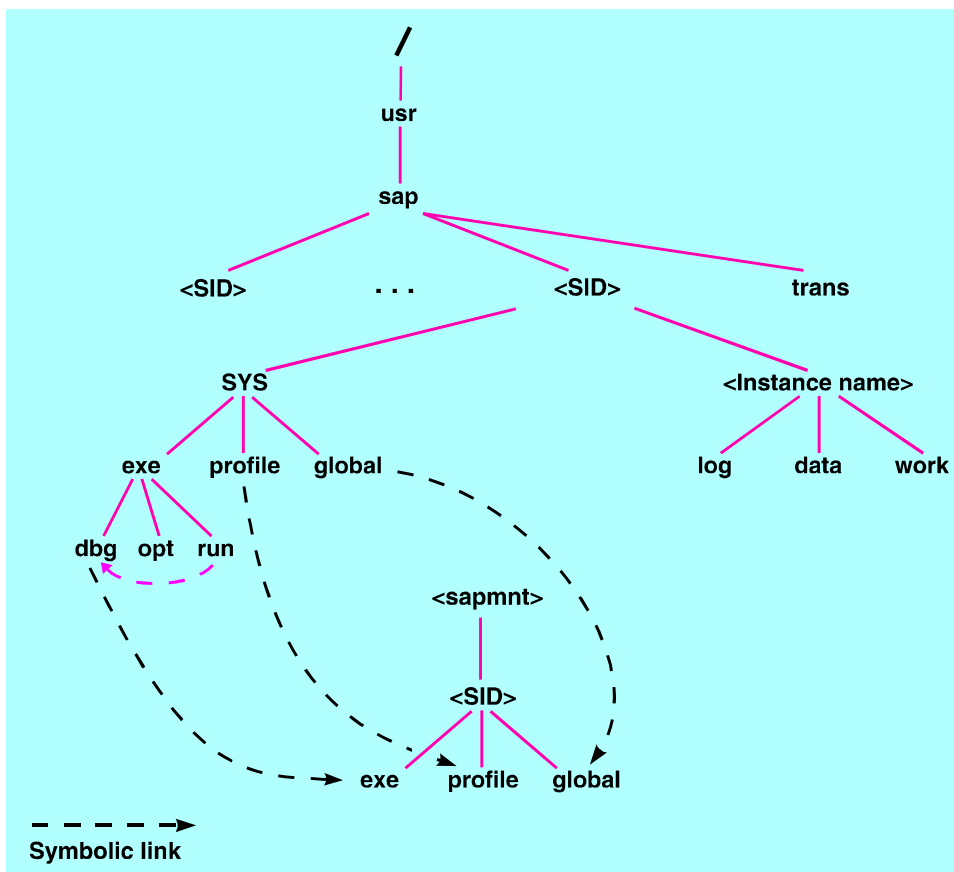 /
usr
sap
<SID> . . . <SID> trans
SYS <Instance name>
exe profile global log data work
dbg opt run
<sapmnt>
<SID>
exe profile global
Symbolic link